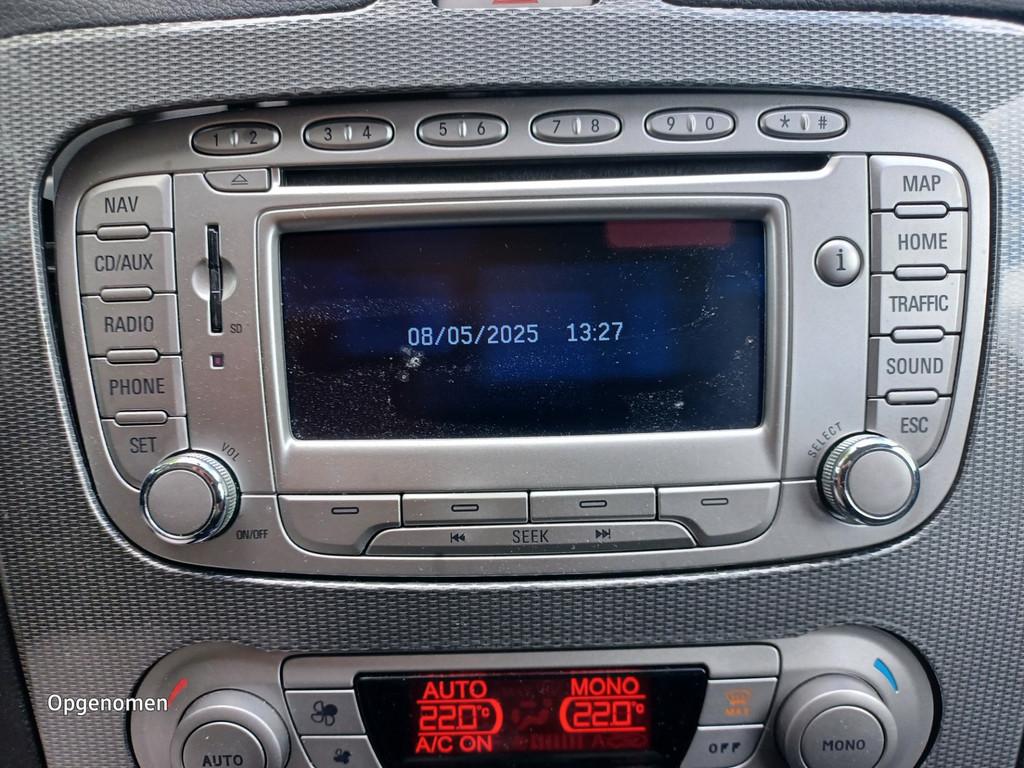 1 2 3 4 5 6 7 8 9 0 * #
NAV
CD/AUX
RADIO
PHONE
SET
SD
VOL
ON/OFF
08/05/2025 13:27
i
MAP
HOME
TRAFFIC
SOUND
ESC
SELECT
SEEK
Opgenomen
AUTO MONO
22.0°C 22.0°C
A/C ON
MAX
OFF
AUTO
MONO